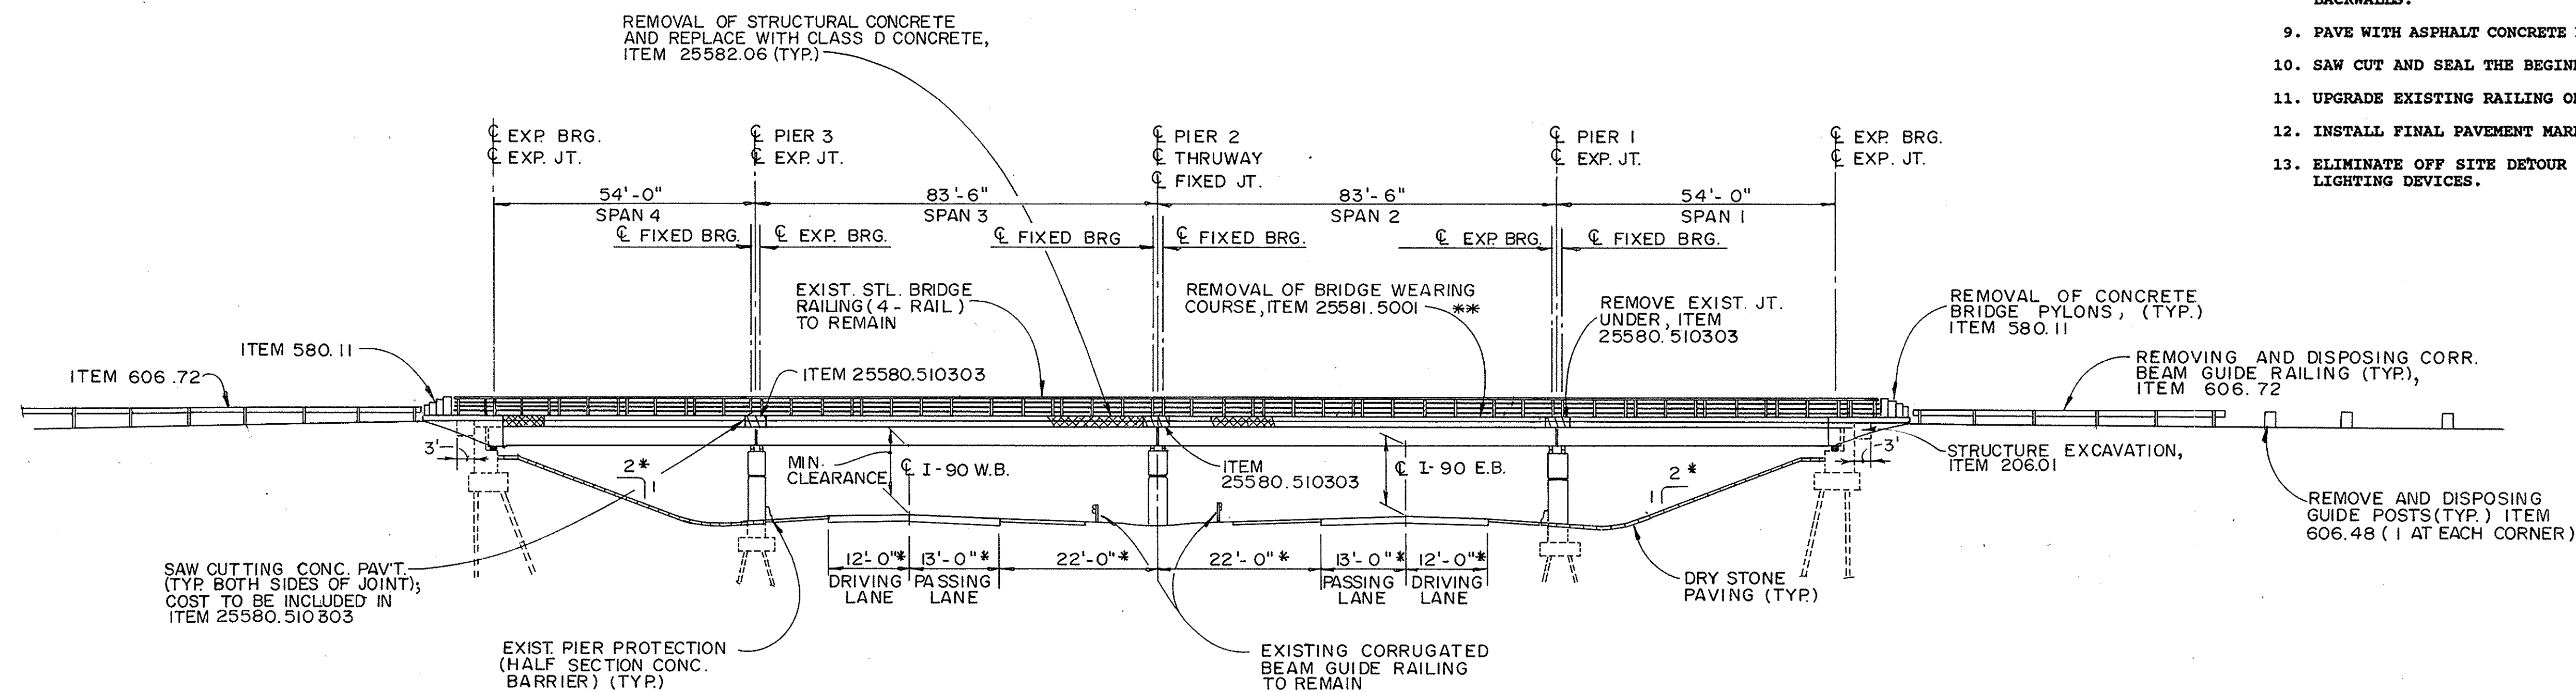 REMOVAL OF STRUCTURAL CONCRETE
AND REPLACE WITH CLASS D CONCRETE,
ITEM 25582.06 (TYP.)
BACKWALLS.
9. PAVE WITH ASPHALT CONCRETE
10. SAW CUT AND SEAL THE
11. UPGRADE EXISTING RAILING
12. INSTALL FINAL PAVEMENT
13. ELIMINATE OFF SITE DETOUR
LIGHTING DEVICES.
℄ EXP. BRG.
℄ EXP. JT.
℄ PIER 3
℄ EXP. JT.
℄ PIER 2
℄ THRUWAY
℄ FIXED JT.
℄ PIER 1
℄ EXP. JT.
℄ EXP. BRG.
℄ EXP. JT.
54'-0"
SPAN 4
83'-6"
SPAN 3
83'-6"
SPAN 2
54'-0"
SPAN 1
℄ FIXED BRG.
℄ EXP. BRG.
℄ FIXED BRG
℄ FIXED BRG.
℄ EXP. BRG.
℄ FIXED BRG.
EXIST. STL. BRIDGE
RAILING (4 - RAIL)
TO REMAIN
REMOVAL OF BRIDGE WEARING
COURSE, ITEM 25581.5001 **
REMOVE EXIST. JT.
UNDER, ITEM
25580.510303
REMOVAL OF CONCRETE
BRIDGE PYLONS, (TYP.)
ITEM 580.11
ITEM 580.11
ITEM 606.72
ITEM 25580.510303
REMOVING AND DISPOSING CORR.
BEAM GUIDE RAILING (TYP.),
ITEM 606.72
3'-
2*
1
MIN.
CLEARANCE
℄ I-90 W.B.
ITEM
25580.510303
℄ I-90 E.B.
2*
1
3'
STRUCTURE EXCAVATION,
ITEM 206.01
REMOVE AND DISPOSING
GUIDE POSTS (TYP.) ITEM
606.48 (1 AT EACH CORNER)
SAW CUTTING CONC. PAV'T.
(TYP. BOTH SIDES OF JOINT);
COST TO BE INCLUDED IN
ITEM 25580.510303
12'-0"*
DRIVING
LANE
13'-0"*
PASSING
LANE
22'-0"*
22'-0"*
13'-0"*
PASSING
LANE
12'-0"*
DRIVING
LANE
DRY STONE
PAVING (TYP.)
EXIST. PIER PROTECTION
(HALF SECTION CONC.
BARRIER) (TYP.)
EXISTING CORRUGATED
BEAM GUIDE RAILING
TO REMAIN